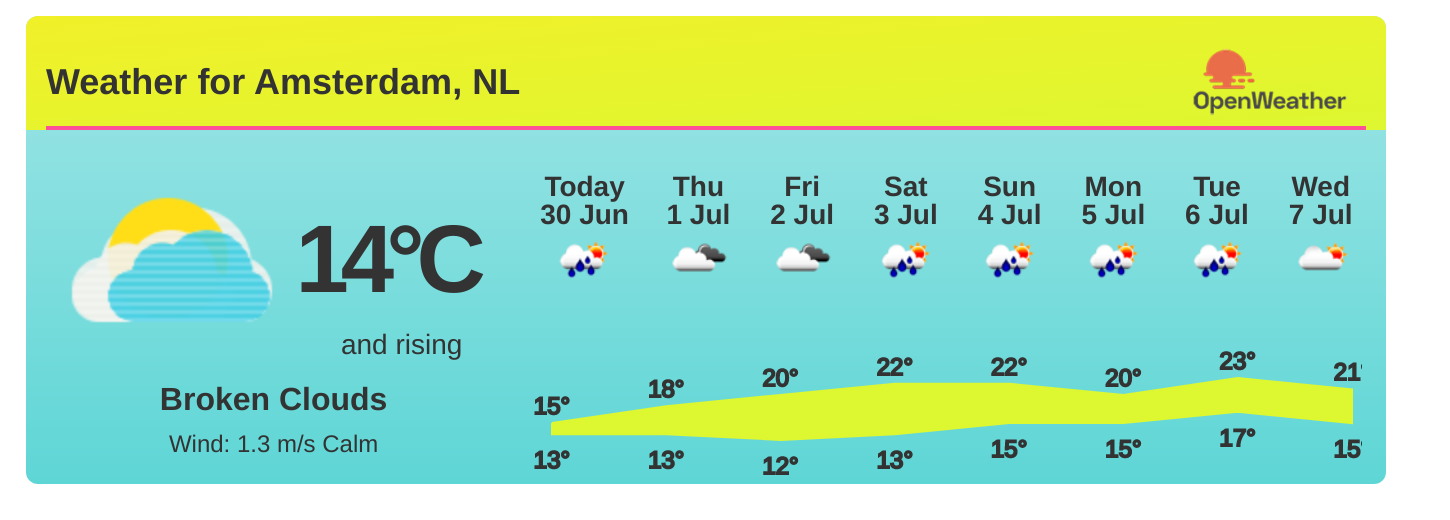 Weather for Amsterdam, NL
OpenWeather
14°C
and rising
Broken Clouds
Wind: 1.3 m/s Calm
Today Thu Fri Sat Sun Mon Tue Wed
30 Jun 1 Jul 2 Jul 3 Jul 4 Jul 5 Jul 6 Jul 7 Jul
15° 18° 20° 22° 22° 20° 23° 21°
13° 13° 12° 13° 15° 15° 17° 15°